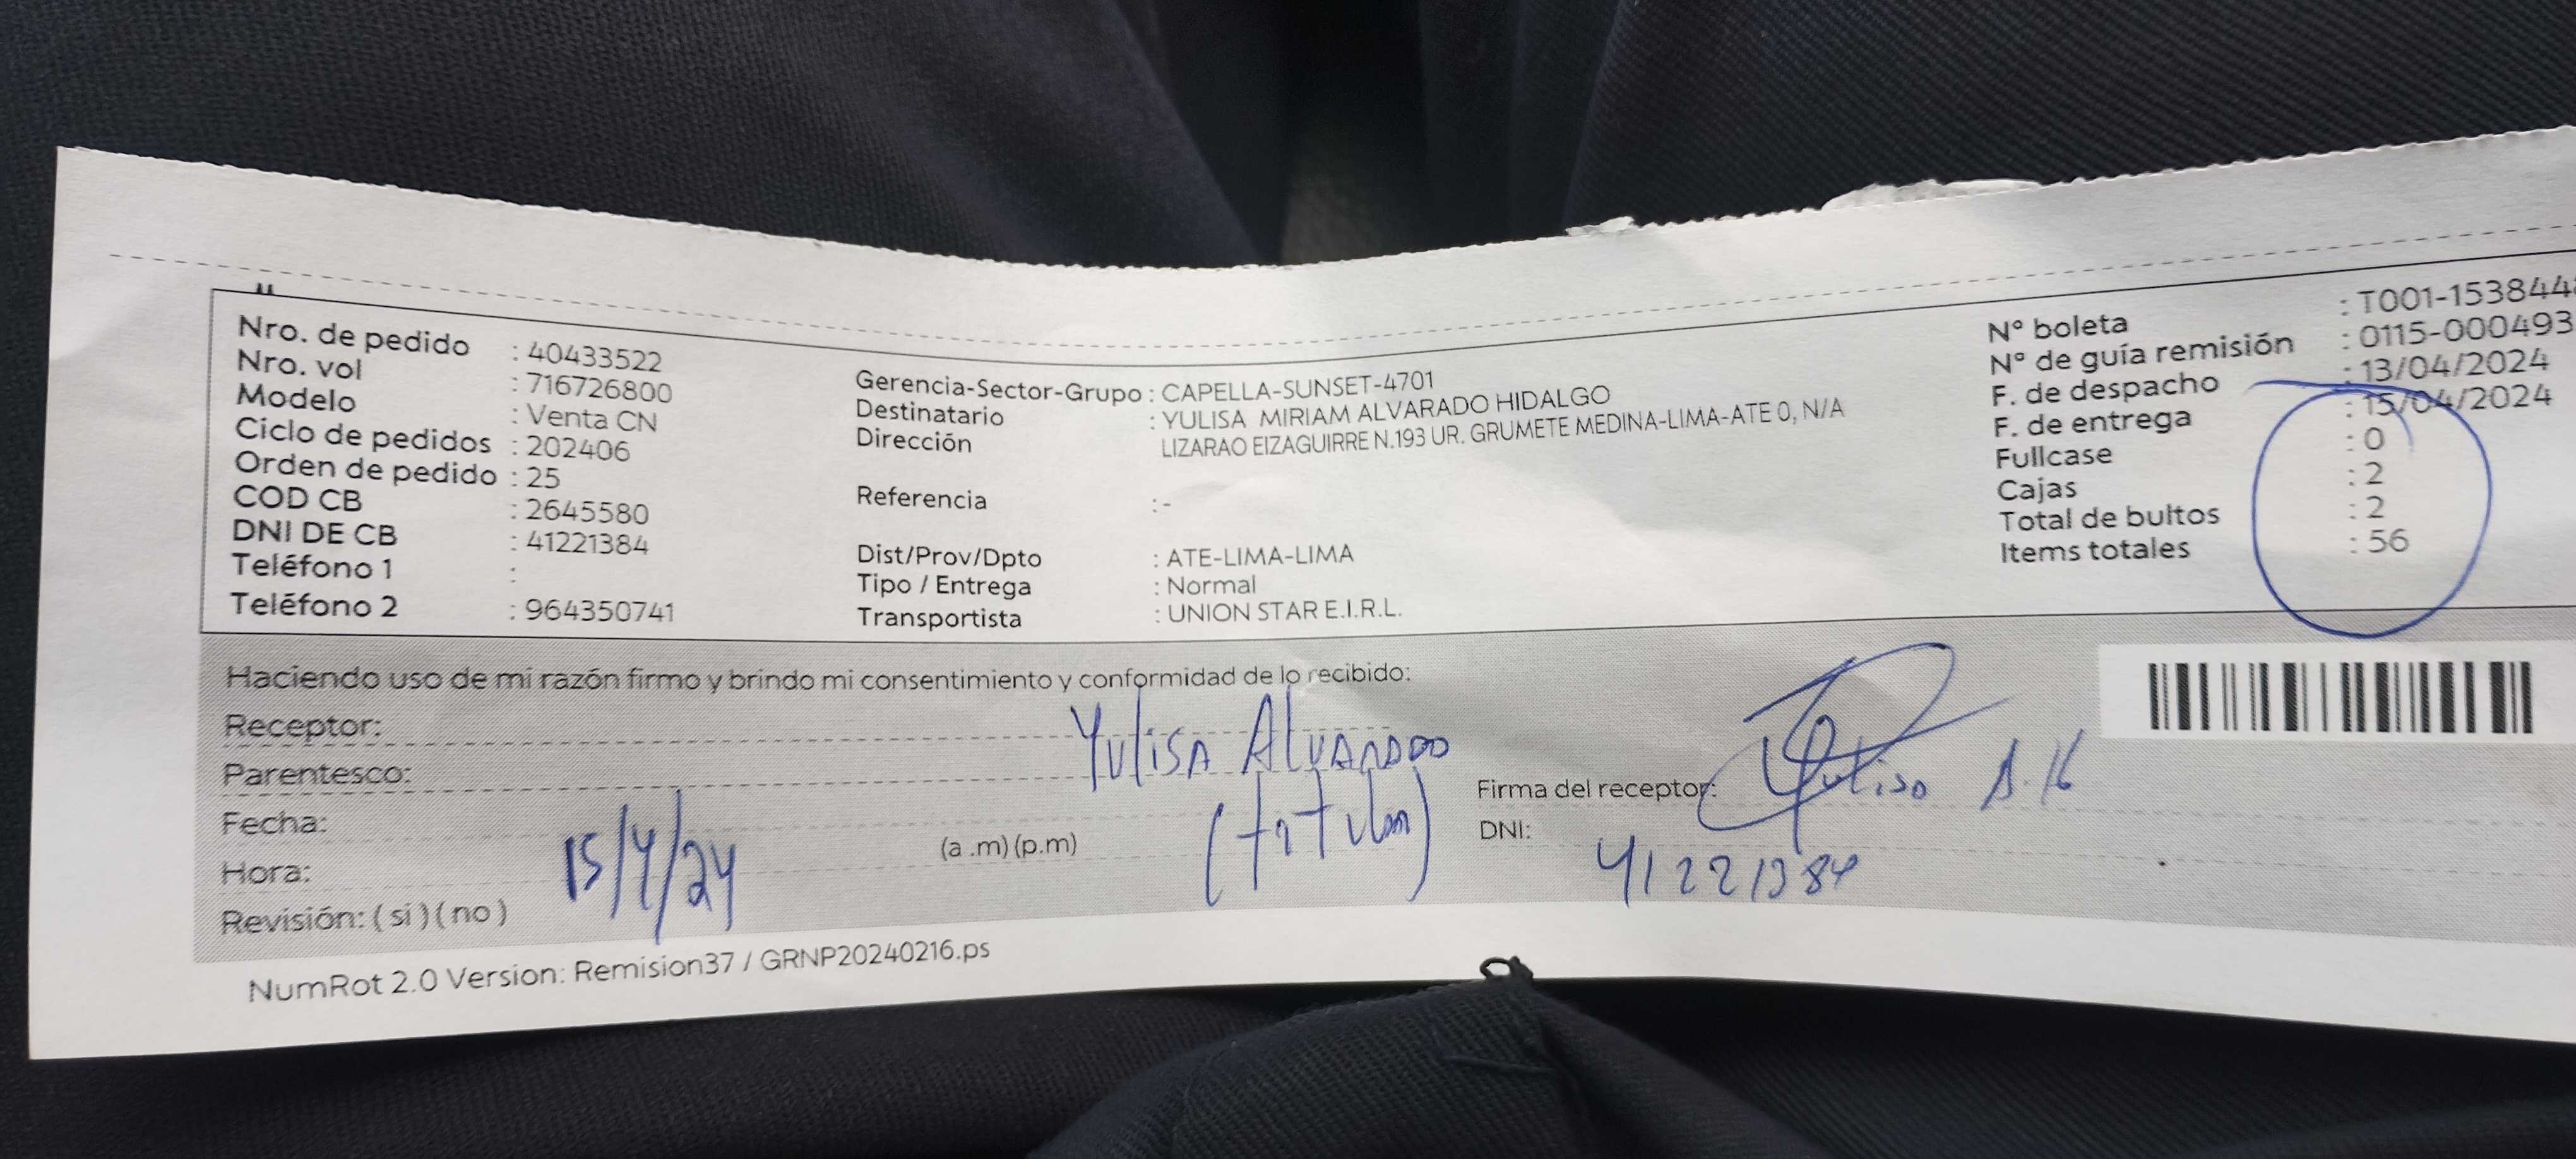 Nro. de pedido : 40433522
Nro. vol : 716726800
Modelo : Venta CN
Ciclo de pedidos : 202406
Orden de pedido : 25
COD CB : 2645580
DNI DE CB : 41221384
Teléfono 1 :
Teléfono 2 : 964350741
Gerencia-Sector-Grupo : CAPELLA-SUNSET-4701
Destinatario : YULISA MIRIAM ALVARADO HIDALGO
Dirección LIZARAO EIZAGUIRRE N.193 UR. GRUMETE MEDINA-LIMA-ATE 0, N/A
Referencia : -
Dist/Prov/Dpto : ATE-LIMA-LIMA
Tipo / Entrega : Normal
Transportista : UNION STAR E.I.R.L.
N° boleta : T001-153844
N° de guía remisión : 0115-000493
F. de despacho : 13/04/2024
F. de entrega : 15/04/2024
Fullcase : 0
Cajas : 2
Total de bultos : 2
Items totales : 56
Haciendo uso de mi razón firmo y brindo mi consentimiento y conformidad de lo recibido:
Receptor: Yulisa Alvarado
Parentesco: (titular)
Fecha: 15/4/24
Hora: (a .m) (p.m)
Revisión: ( si ) ( no )
Firma del receptor: Yulisa A.H
DNI: 41221384
NumRot 2.0 Version: Remision37 / GRNP20240216.ps